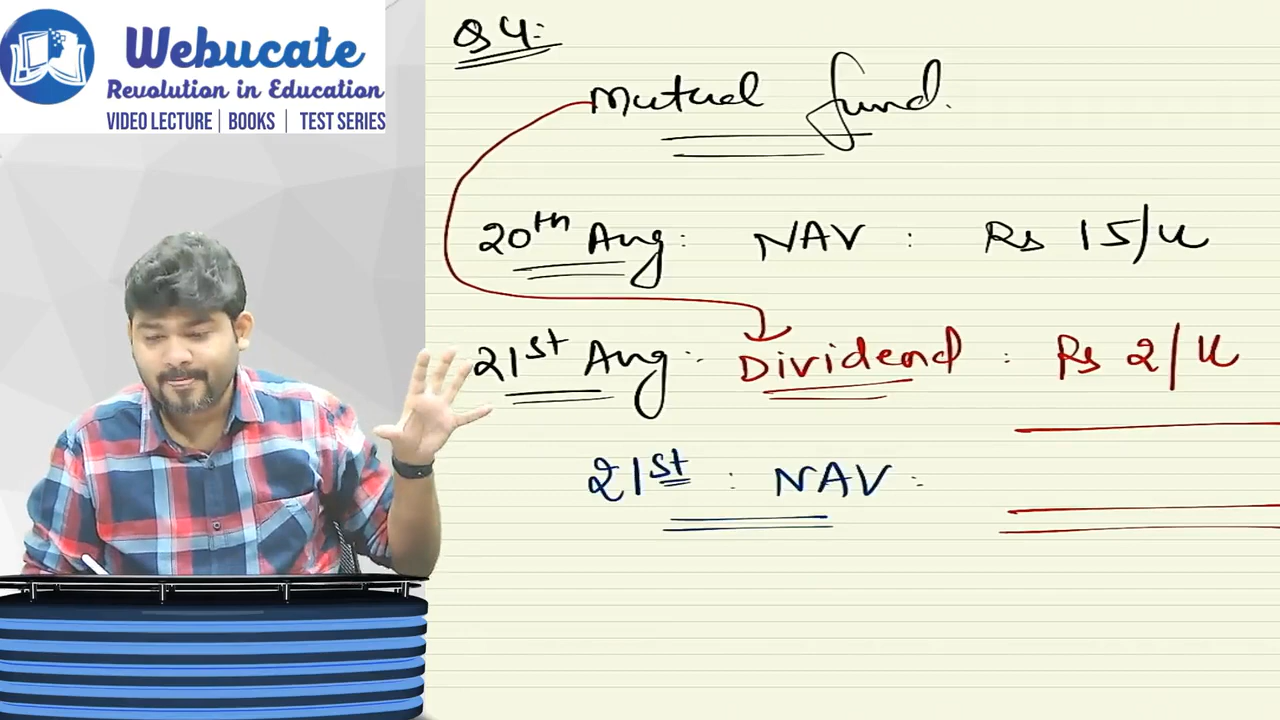 Webucate
Revolution in Education
VIDEO LECTURE | BOOKS | TEST SERIES
Q4:
Mutual fund.
20th Aug: NAV : Rs 15/u
21st Aug: Dividend : Rs 2/u
21st : NAV :